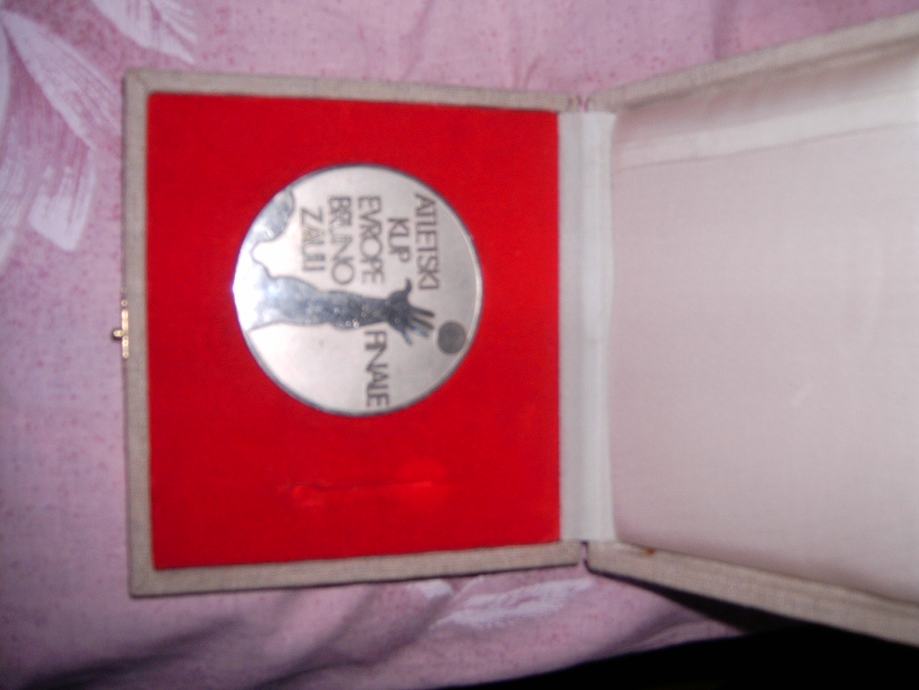 ATLETSKI
KUP
EVROPE FINALE
BRUNO
ZAULI